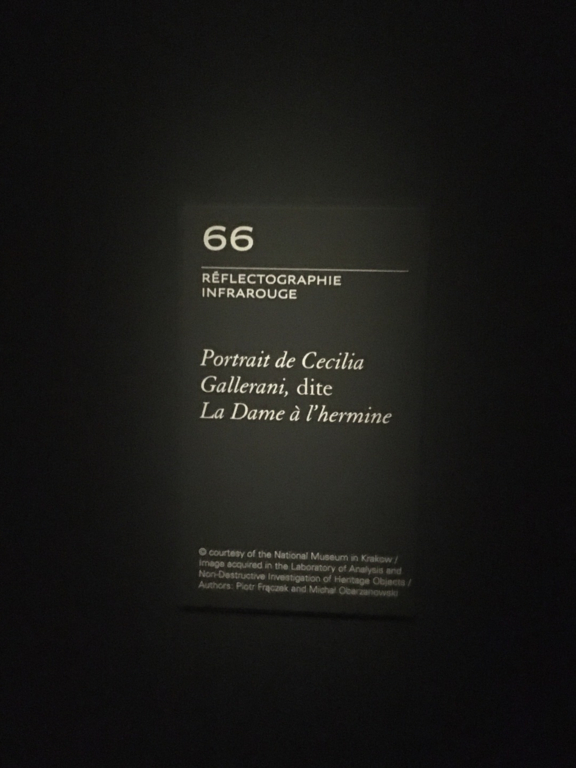 66
RÉFLECTOGRAPHIE
INFRAROUGE
Portrait de Cecilia
Gallerani, dite
La Dame à l'hermine
© courtesy of the National Museum in Krakow /
Image acquired in the Laboratory of Analysis and
Non-Destructive Investigation of Heritage Objects /
Authors: Piotr Frączek and Michał Obarzanowski